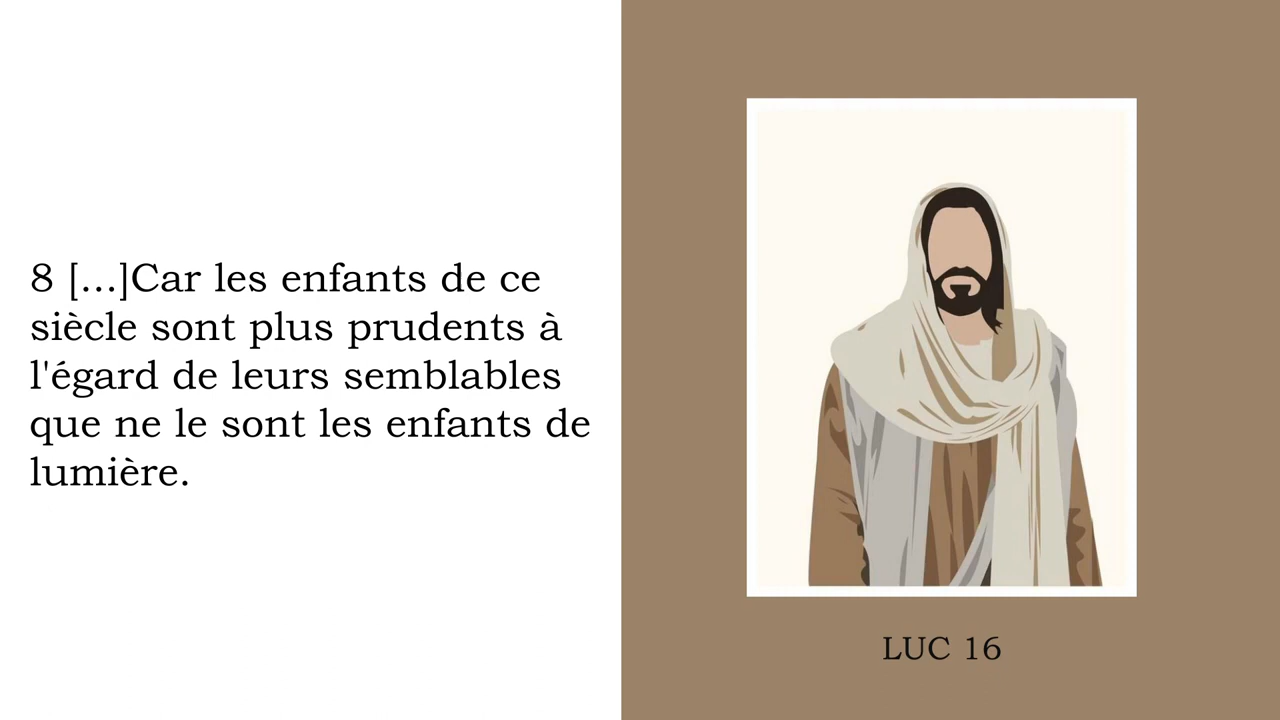 8 [...]Car les enfants de ce
siècle sont plus prudents à
l'égard de leurs semblables
que ne le sont les enfants de
lumière.
LUC 16